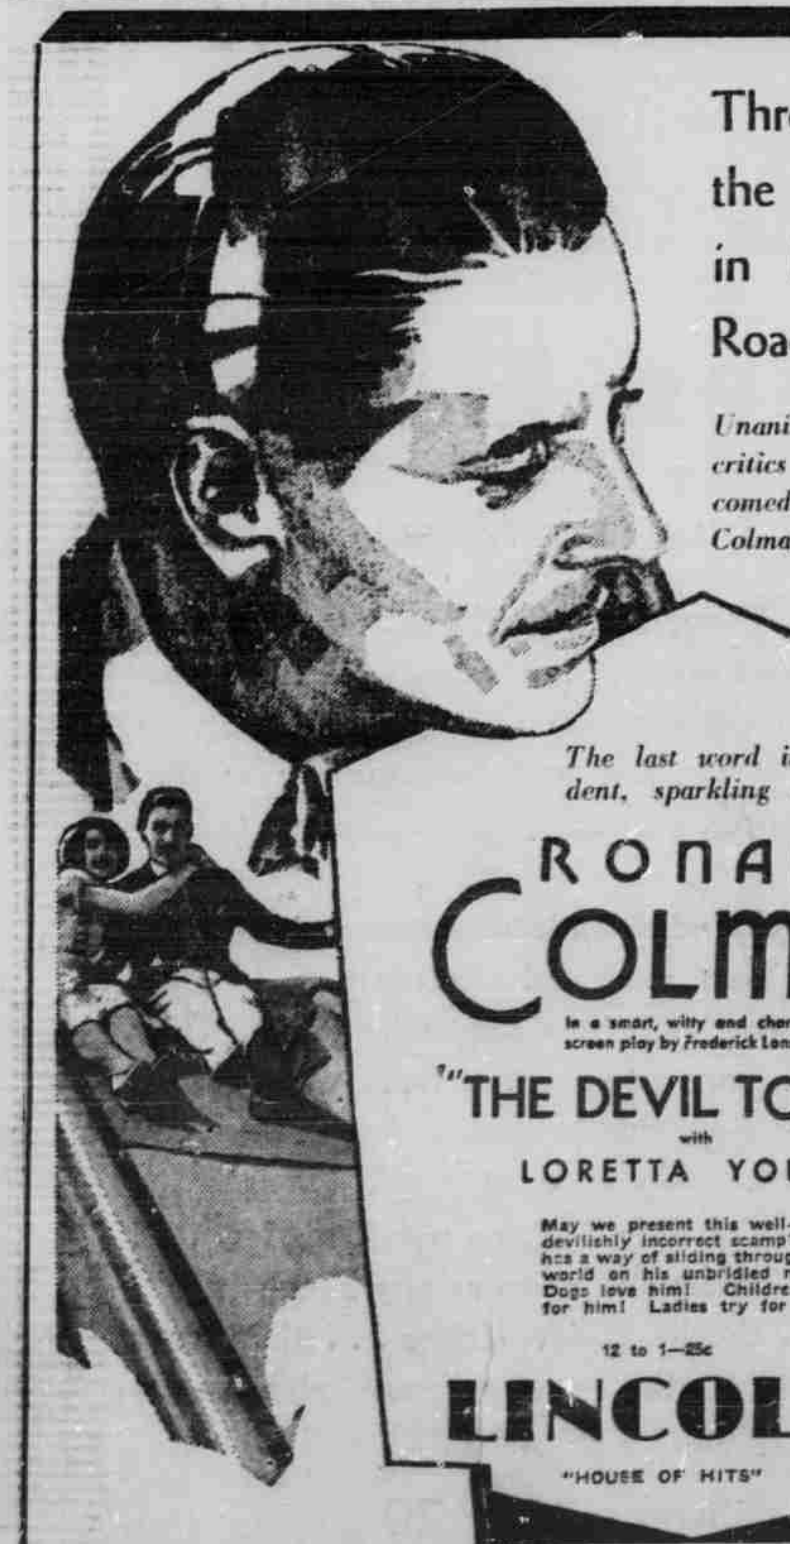 Thr
the
in
Roa
Unani
critics
comed
Colma
The last word i
dent, sparkling
RONA
COLM
In a smart, witty and char
screen play by Frederick Lon
"THE DEVIL TO
with
LORETTA YOU
May we present this well-
devilishly incorrect scamp
has a way of sliding throug
world on his unbridled
Dogs love him! Childre
for him! Ladies try for
12 to 1—25c
LINCOL
"HOUSE OF HITS"